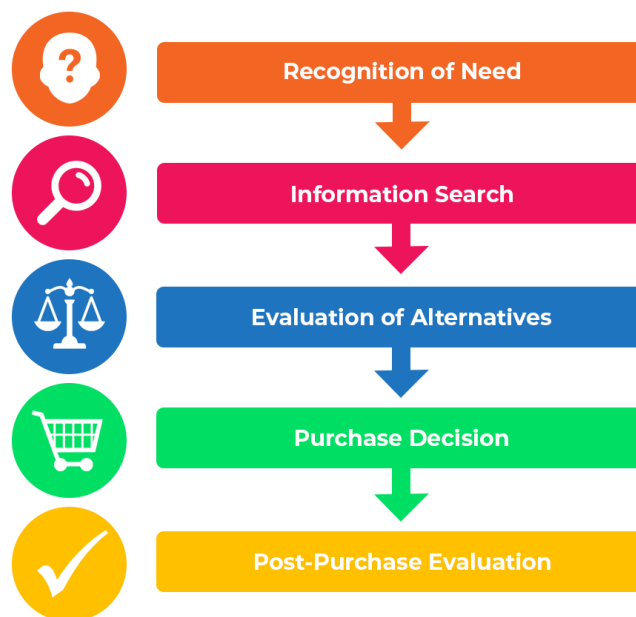 ?
Recognition of Need
Information Search
Evaluation of Alternatives
Purchase Decision
Post-Purchase Evaluation